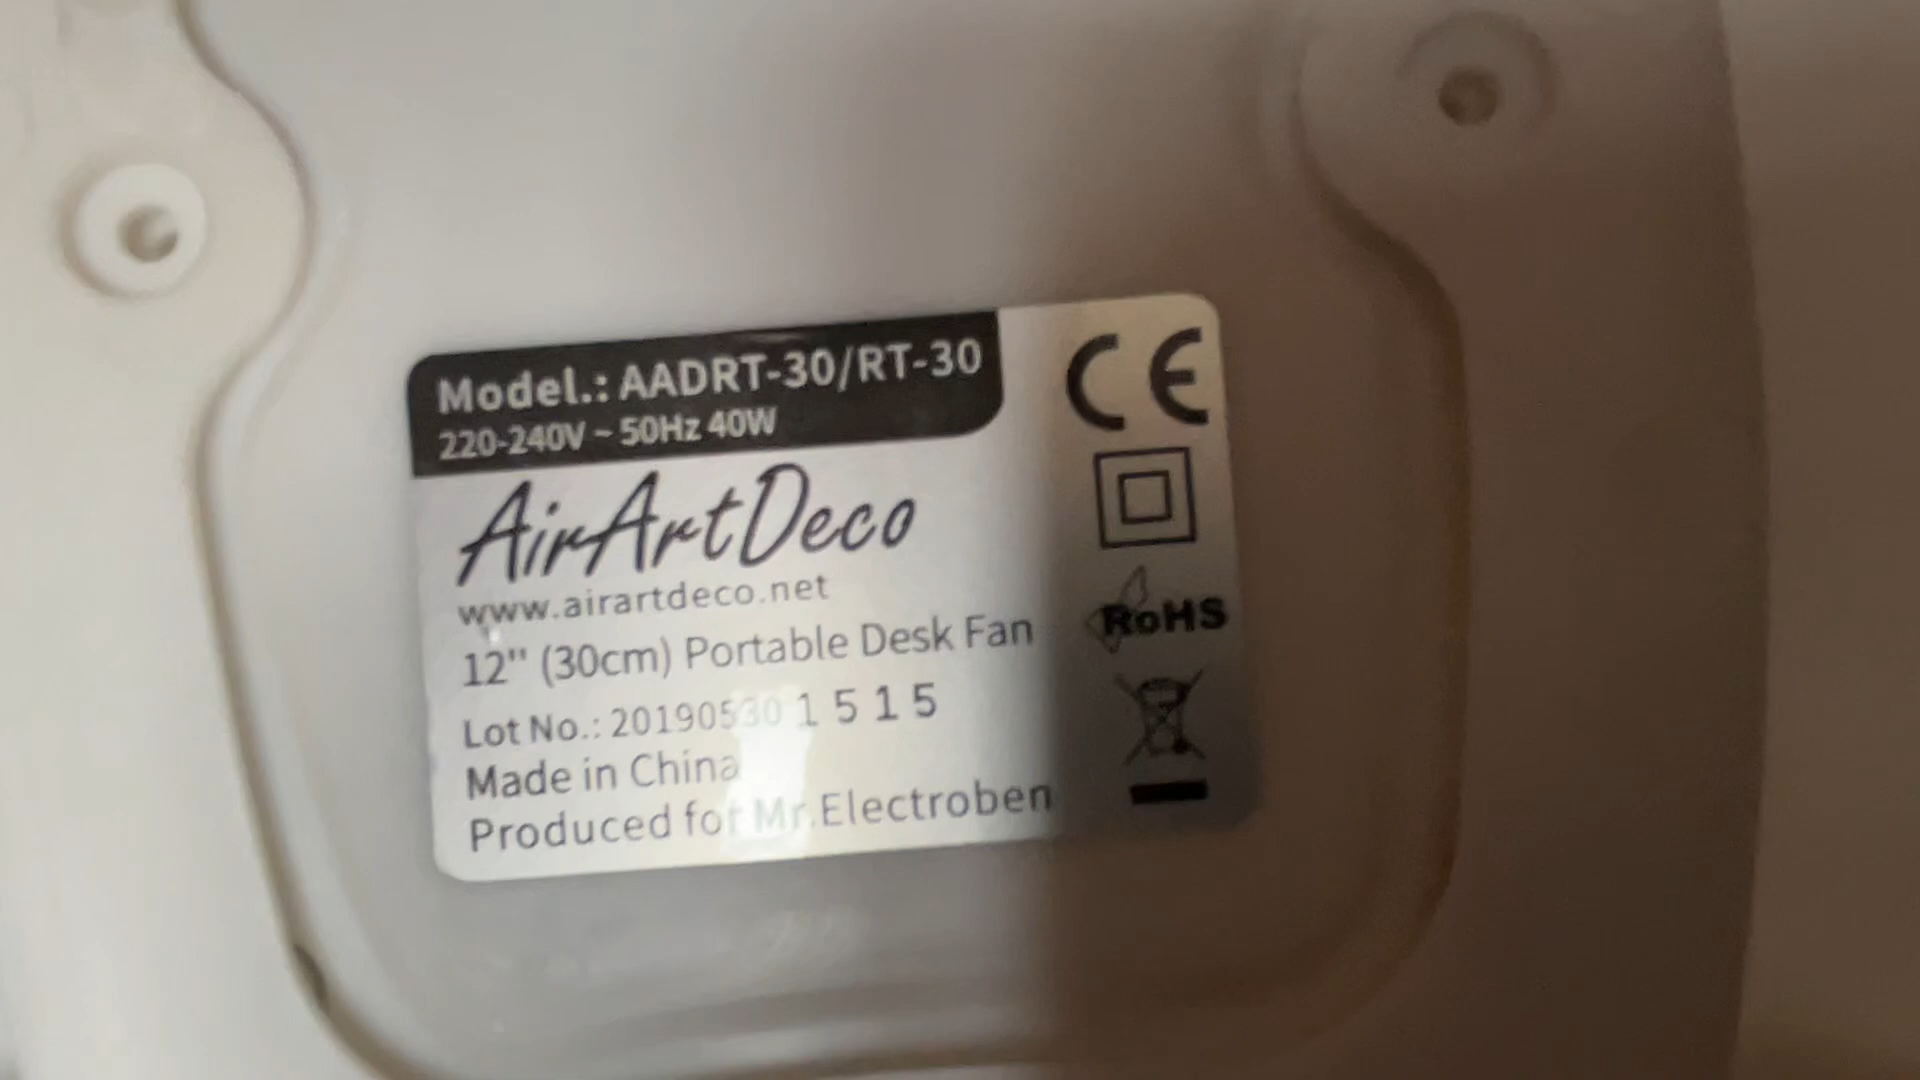 Model.: AADRT-30/RT-30
220-240V ~ 50Hz 40W
AirArtDeco
www.airartdeco.net
12" (30cm) Portable Desk Fan
Lot No.: 20190530 1 5 1 5
Made in China
Produced for Mr.Electroben
CE
RoHS